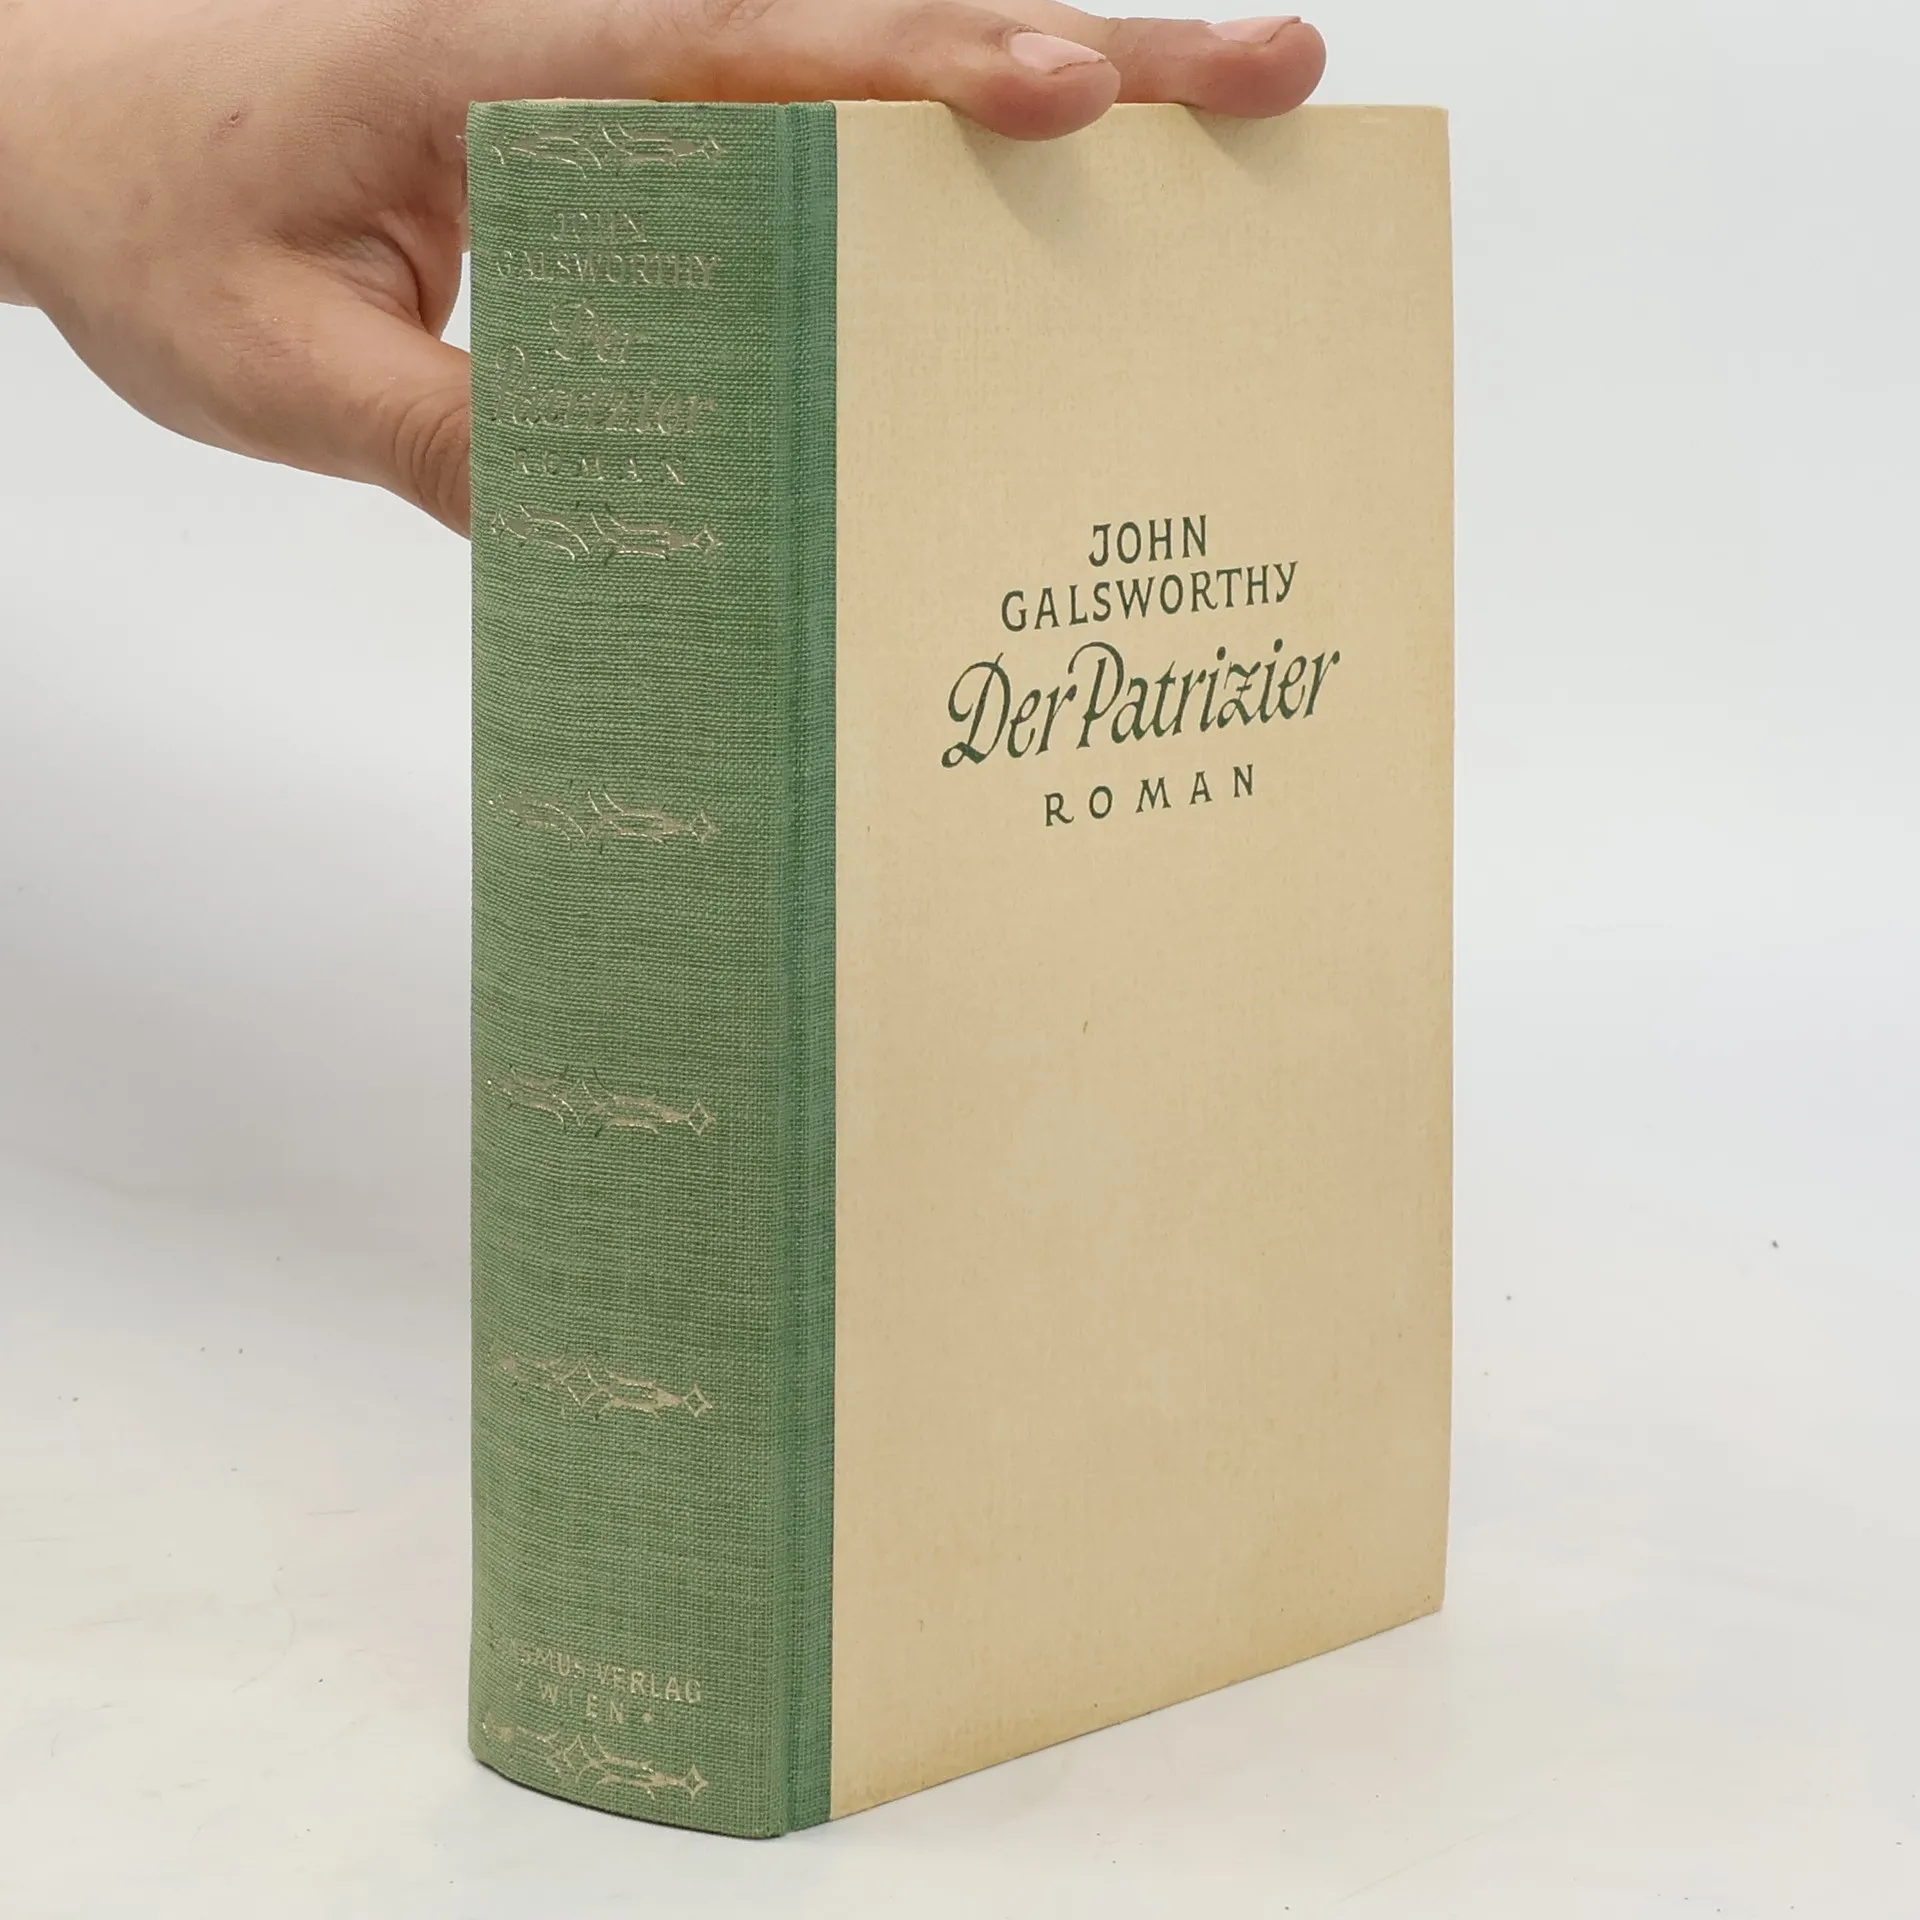 JOHN
GALSWORTHY
Der
Patrizier
ROMAN
VERLAG
WIEN
JOHN
GALSWORTHY
Der Patrizier
ROMAN